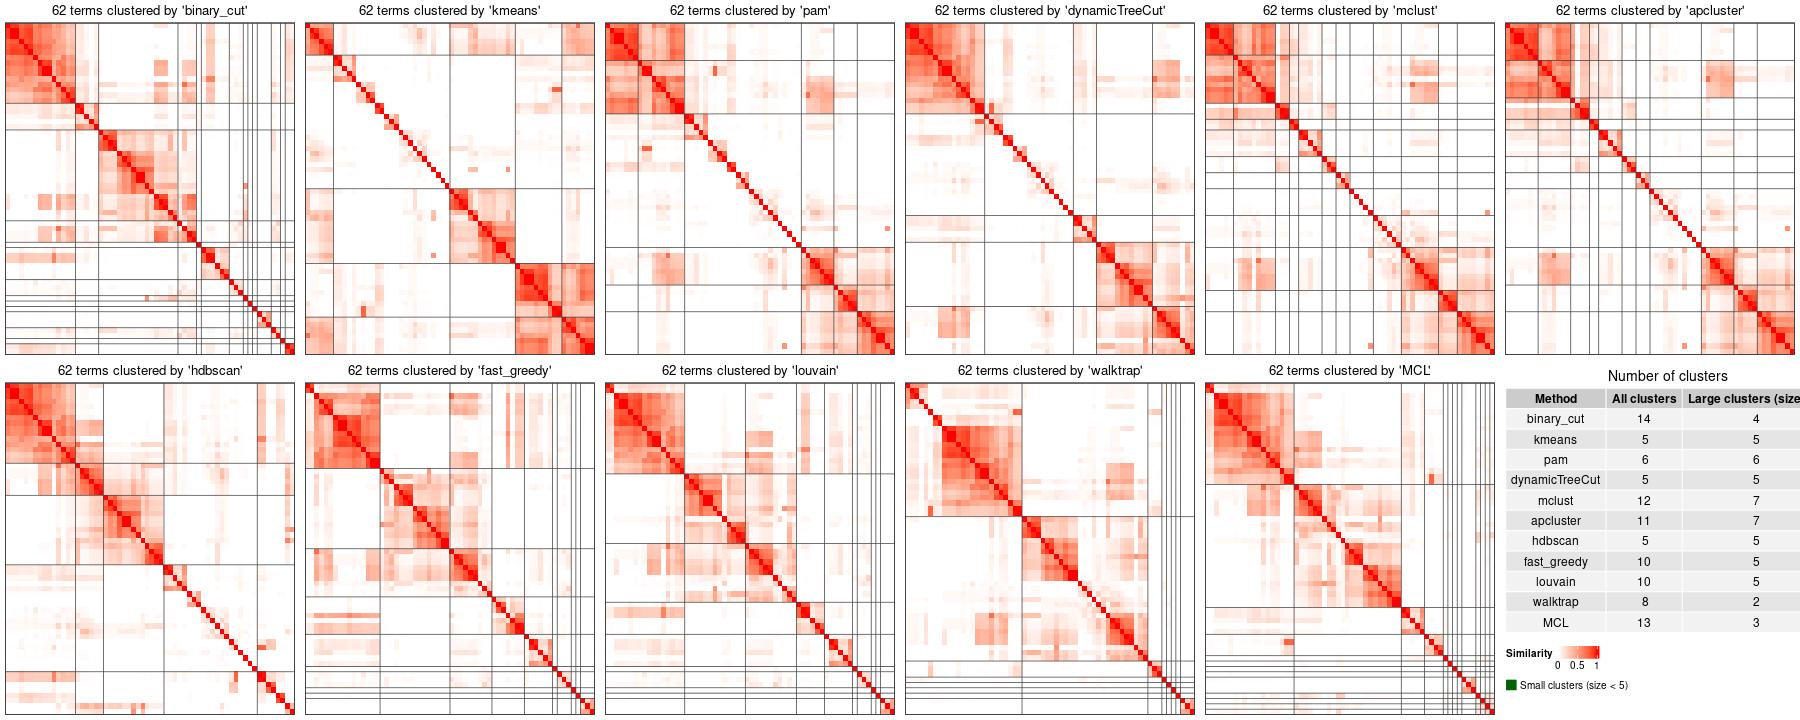 62 terms clustered by 'binary_cut'
62 terms clustered by 'kmeans'
62 terms clustered by 'pam'
62 terms clustered by 'dynamicTreeCut'
62 terms clustered by 'mclust'
62 terms clustered by 'apcluster'
62 terms clustered by 'hdbscan'
62 terms clustered by 'fast_greedy'
62 terms clustered by 'louvain'
62 terms clustered by 'walktrap'
62 terms clustered by 'MCL'
Number of clusters
Method All clusters Large clusters (size
binary_cut 14 4
kmeans 5 5
pam 6 6
dynamicTreeCut 5 5
mclust 12 7
apcluster 11 7
hdbscan 5 5
fast_greedy 10 5
louvain 10 5
walktrap 8 2
MCL 13 3
Similarity
0 0.5 1
Small clusters (size < 5)